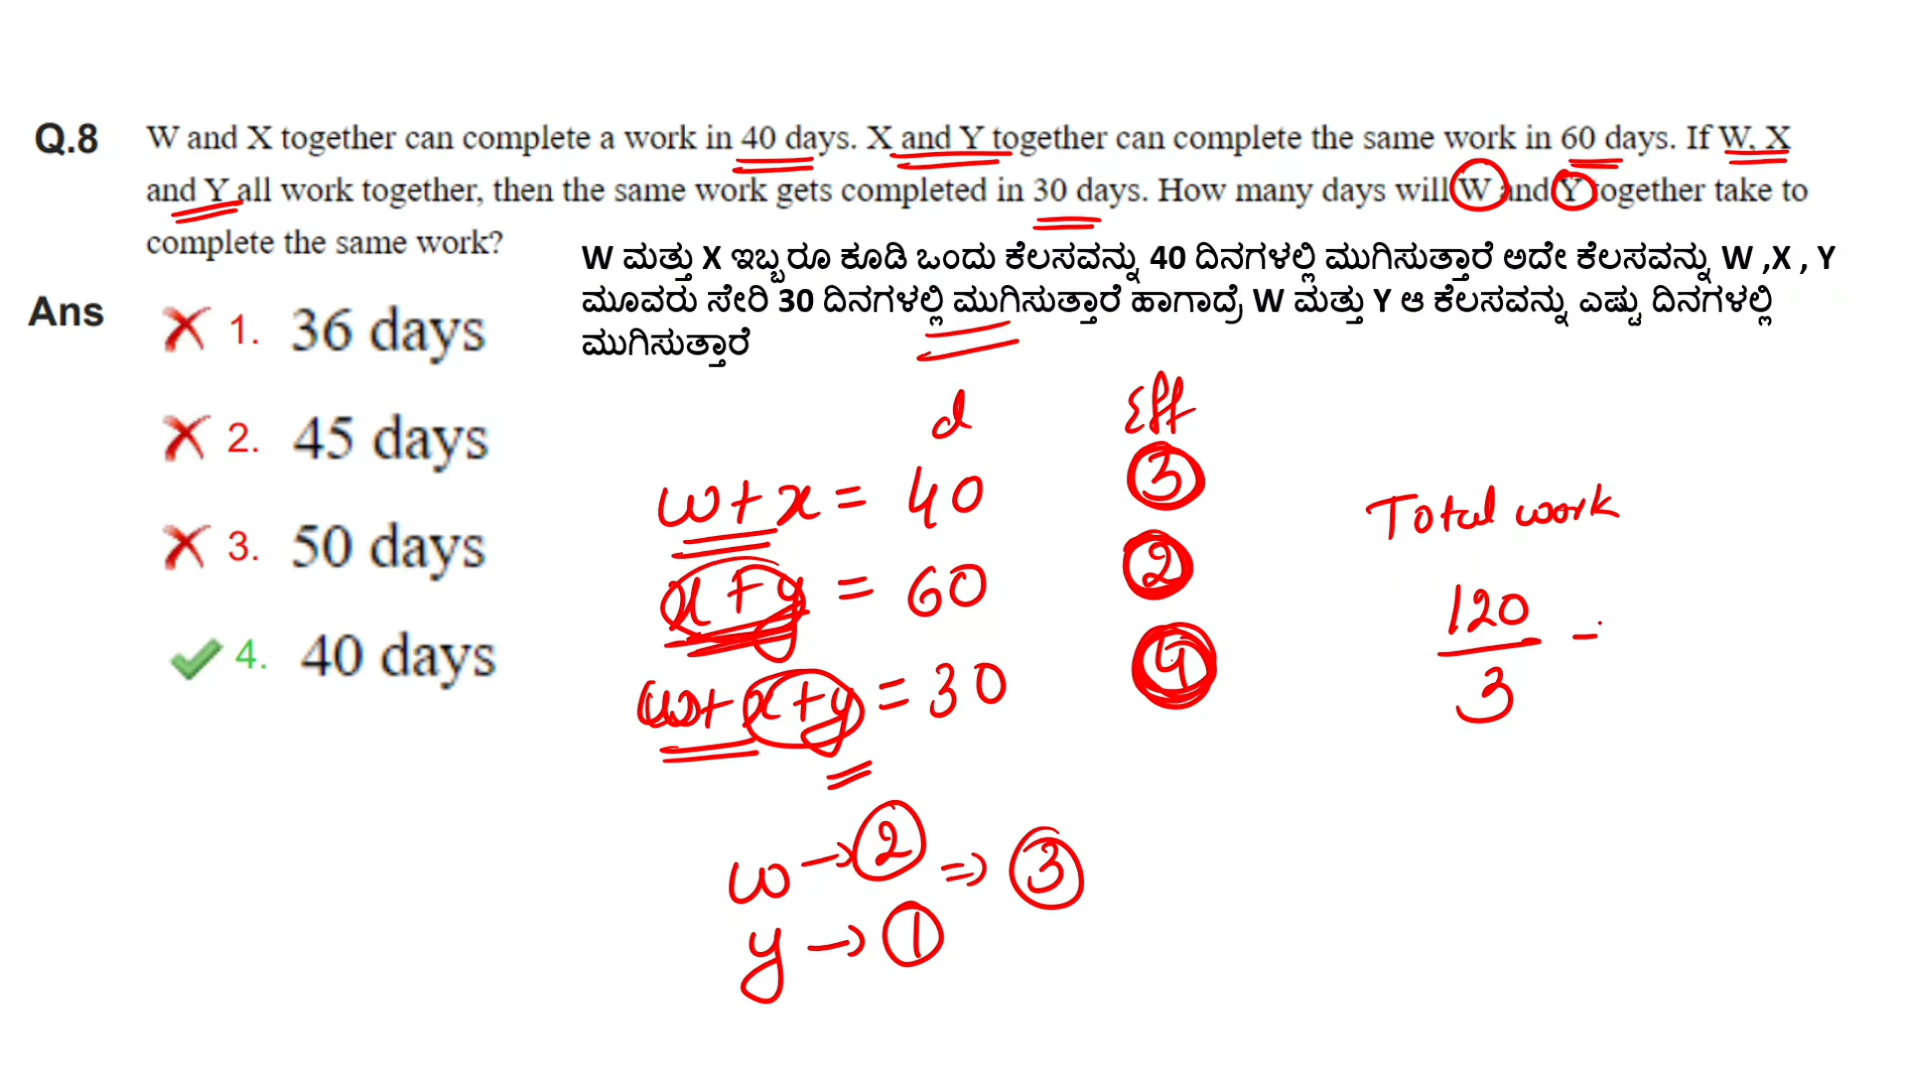 Q.8 W and X together can complete a work in 40 days. X and Y together can complete the same work in 60 days. If W, X
and Y all work together, then the same work gets completed in 30 days. How many days will W and Y together take to
complete the same work?
W ಮತ್ತು X ಇಬ್ಬರೂ ಕೂಡಿ ಒಂದು ಕೆಲಸವನ್ನು 40 ದಿನಗಳಲ್ಲಿ ಮುಗಿಸುತ್ತಾರೆ ಅದೇ ಕೆಲಸವನ್ನು W ,X , Y
ಮೂವರು ಸೇರಿ 30 ದಿನಗಳಲ್ಲಿ ಮುಗಿಸುತ್ತಾರೆ ಹಾಗಾದ್ರೆ W ಮತ್ತು Y ಆ ಕೆಲಸವನ್ನು ಎಷ್ಟು ದಿನಗಳಲ್ಲಿ
ಮುಗಿಸುತ್ತಾರೆ
Ans
1. 36 days
2. 45 days
3. 50 days
4. 40 days
d Eff
w+x = 40 3
x+y = 60 2
w+x+y = 30 4
w → 2 => 3
y → 1
Total work
120
3
-